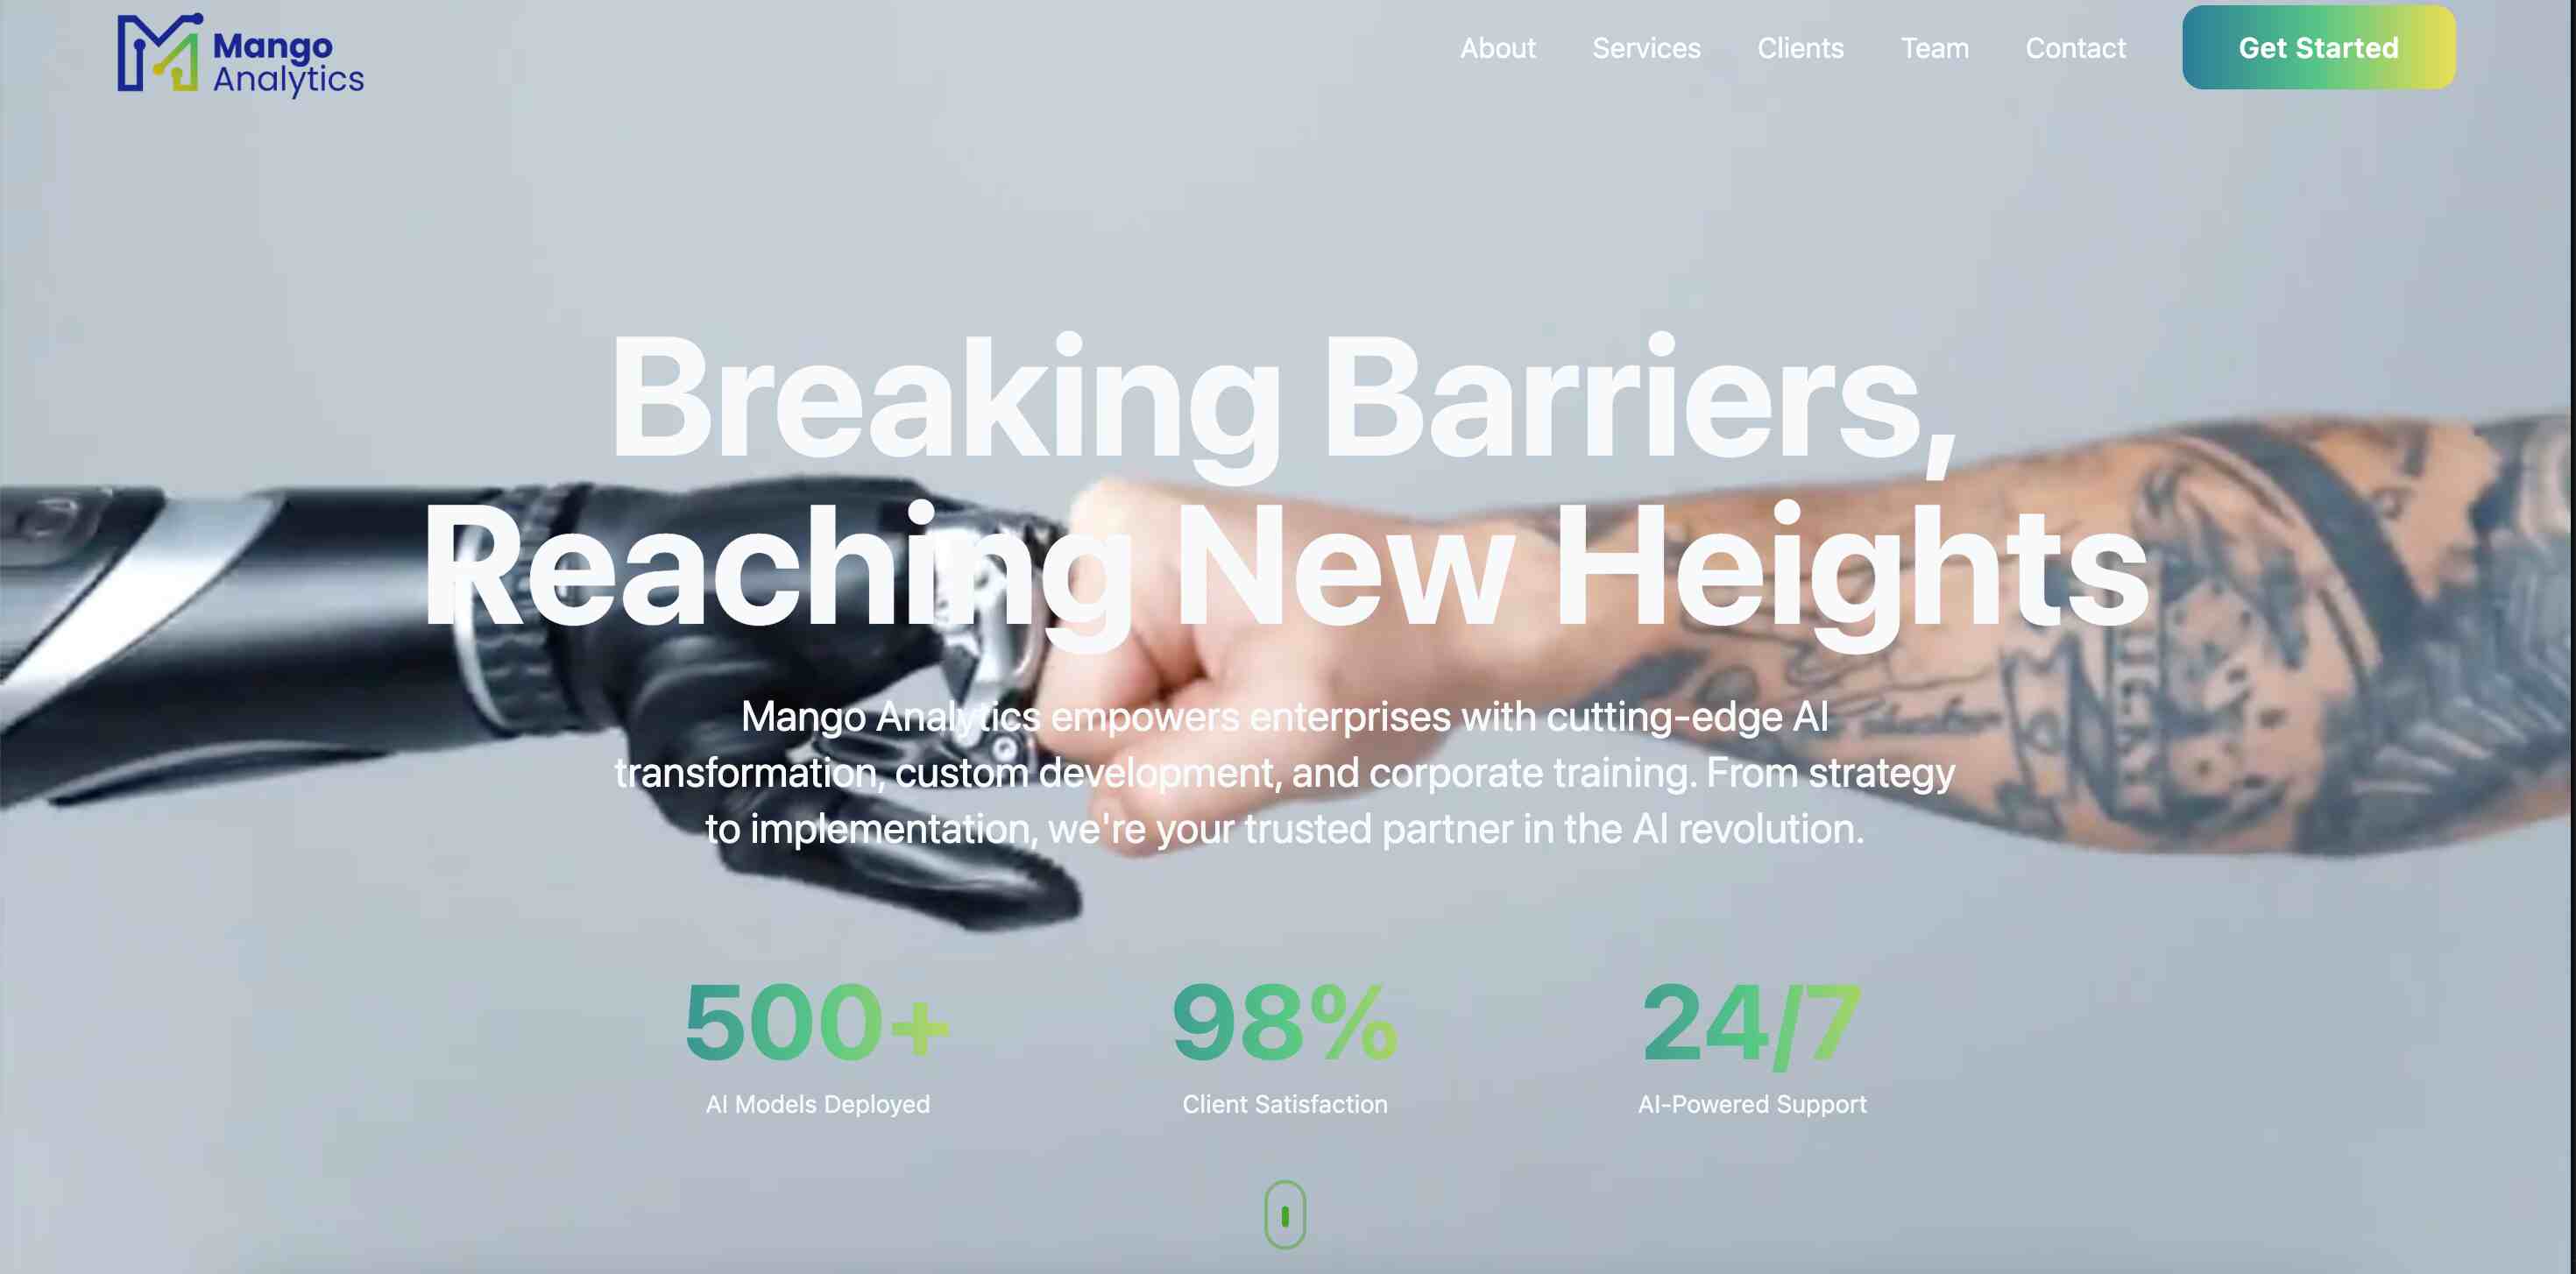 Mango
Analytics
About
Services
Clients
Team
Contact
Get Started
Breaking Barriers,
Reaching New Heights
Mango Analytics empowers enterprises with cutting-edge AI
transformation, custom development, and corporate training. From strategy
to implementation, we're your trusted partner in the AI revolution.
500+
AI Models Deployed
98%
Client Satisfaction
24/7
AI-Powered Support